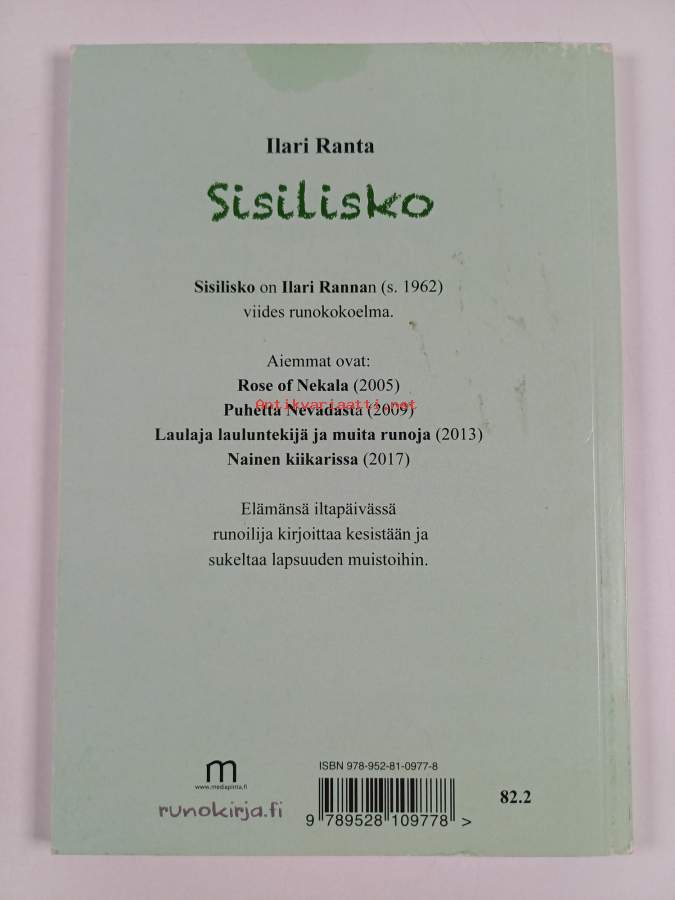 Ilari Ranta
Sisilisko
Sisilisko on Ilari Rannan (s. 1962)
viides runokokoelma.
Aiemmat ovat:
Rose of Nekala (2005)
Antikvariaatti.net
Puhetta Nevadasta (2009)
Laulaja lauluntekijä ja muita runoja (2013)
Nainen kiikarissa (2017)
Elämänsä iltapäivässä
runoilija kirjoittaa kesistään ja
sukeltaa lapsuuden muistoihin.
m
www.mediapinta.fi
runokirja.fi
ISBN 978-952-81-0977-8
9 789528 109778 >
82.2